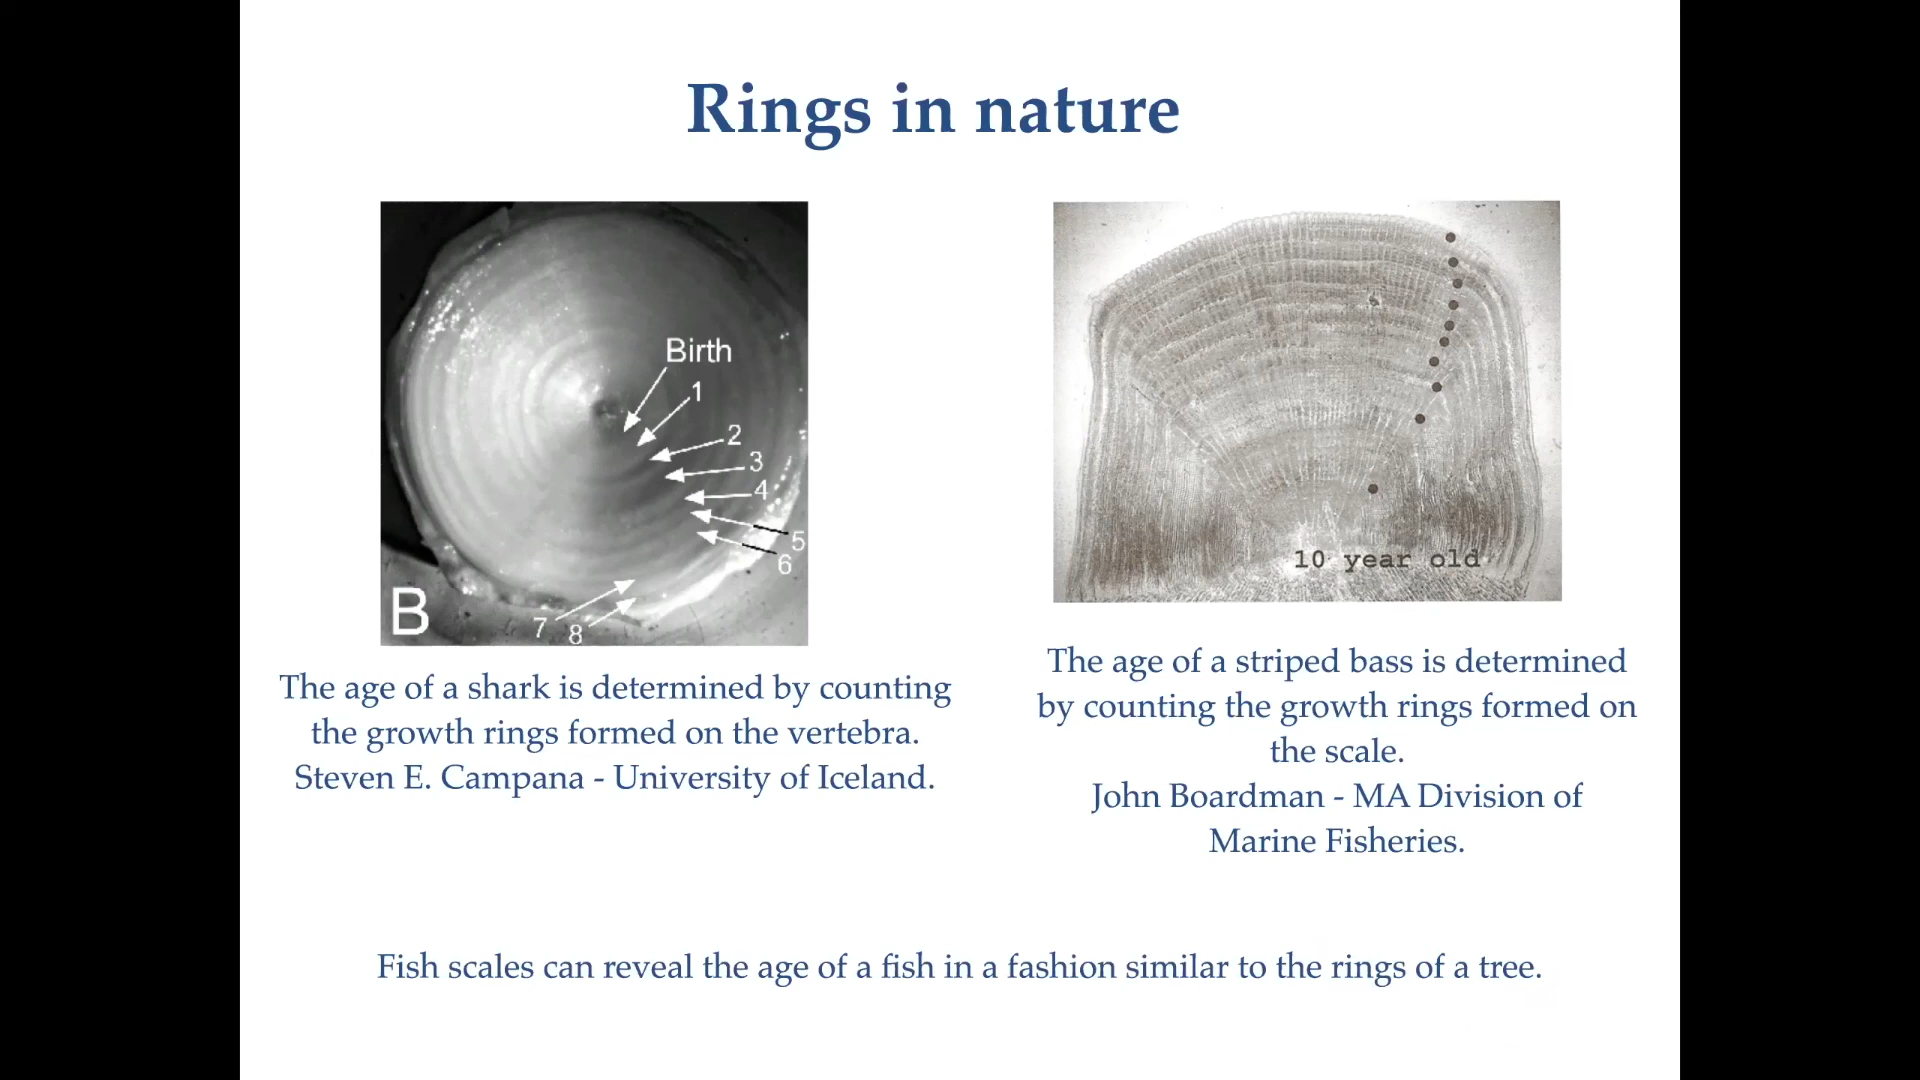 Rings in nature
Birth
1
2
3
4
5
6
7
8
B
10 year old
The age of a shark is determined by counting
the growth rings formed on the vertebra.
Steven E. Campana - University of Iceland.
The age of a striped bass is determined
by counting the growth rings formed on
the scale.
John Boardman - MA Division of
Marine Fisheries.
Fish scales can reveal the age of a fish in a fashion similar to the rings of a tree.